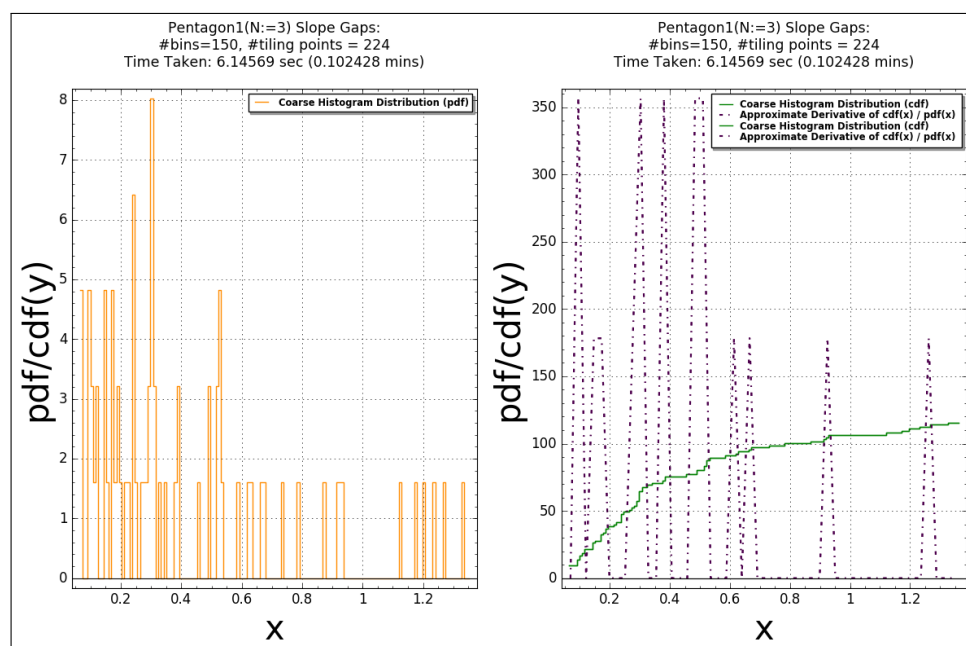 Pentagon1(N:=3) Slope Gaps:
#bins=150, #tiling points = 224
Time Taken: 6.14569 sec (0.102428 mins)
Coarse Histogram Distribution (pdf)
8
7
6
5
4
3
2
1
0
pdf/cdf(y)
0.2
0.4
0.6
0.8
1
1.2
x
Pentagon1(N:=3) Slope Gaps:
#bins=150, #tiling points = 224
Time Taken: 6.14569 sec (0.102428 mins)
Coarse Histogram Distribution (cdf)
Approximate Derivative of cdf(x) / pdf(x)
Coarse Histogram Distribution (cdf)
Approximate Derivative of cdf(x) / pdf(x)
350
300
250
200
150
100
50
0
pdf/cdf(y)
0.2
0.4
0.6
0.8
1
1.2
x